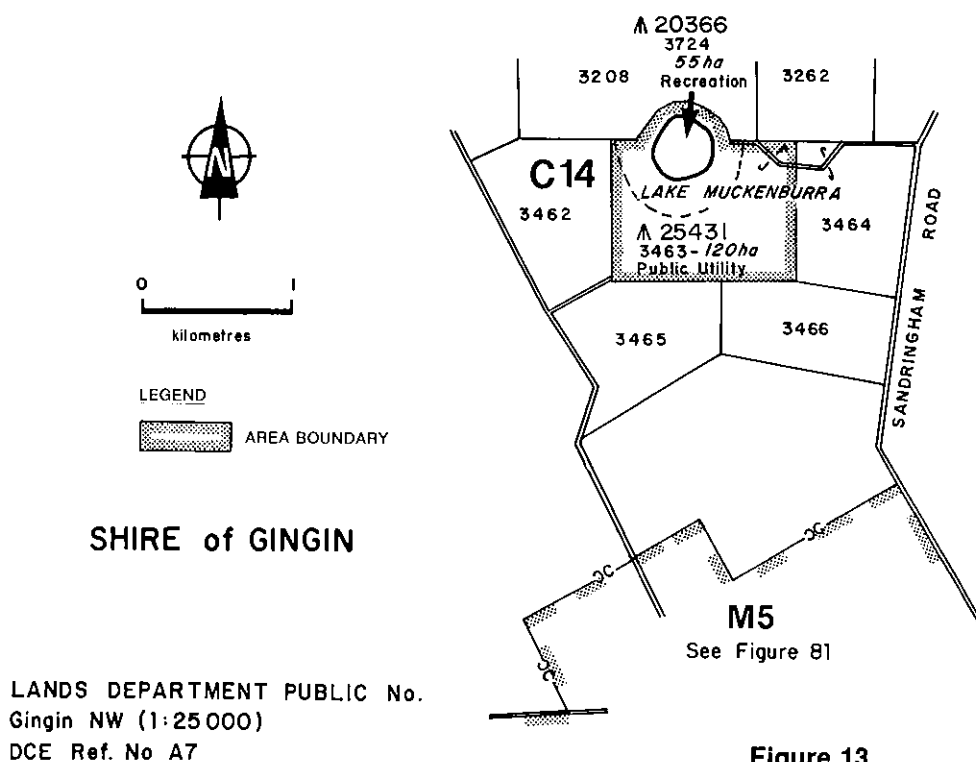 ⩚ 20366
3724
55ha
Recreation
3208
3262
N
C14
LAKE MUCKENBURRA
3462
3464
⩚ 25431
3463-120ha
Public Utility
SANDRINGHAM ROAD
0 1
kilometres
3465
3466
LEGEND
AREA BOUNDARY
SHIRE of GINGIN
M5
See Figure 81
LANDS DEPARTMENT PUBLIC No.
Gingin NW (1:25 000)
DCE Ref. No A7
Figure 13